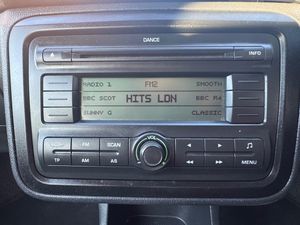 DANCE
INFO
RADIO 1 FM2 SMOOTH
BBC SCOT HITS LON BBC R4
SUNNY G CLASSIC
FM SCAN VOL
TP AM AS MENU